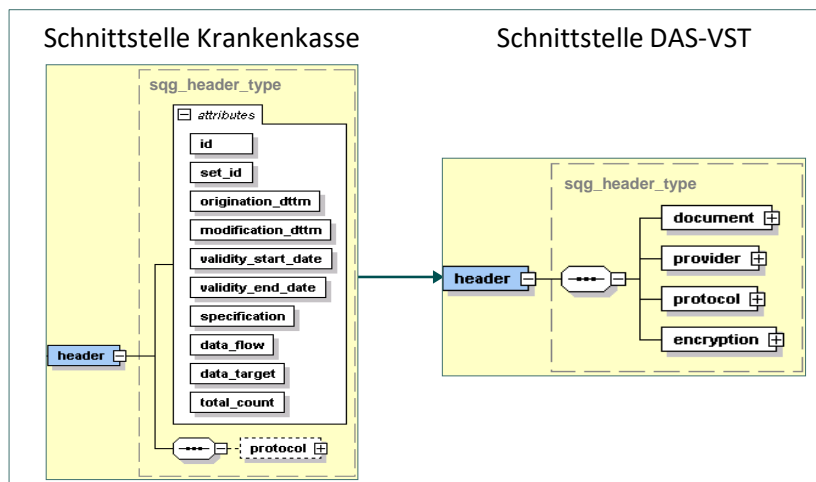 Schnittstelle Krankenkasse
sqg_header_type
attributes
id
set_id
origination_dttm
modification_dttm
validity_start_date
validity_end_date
specification
data_flow
data_target
total_count
header
protocol
Schnittstelle DAS-VST
sqg_header_type
header
document
provider
protocol
encryption